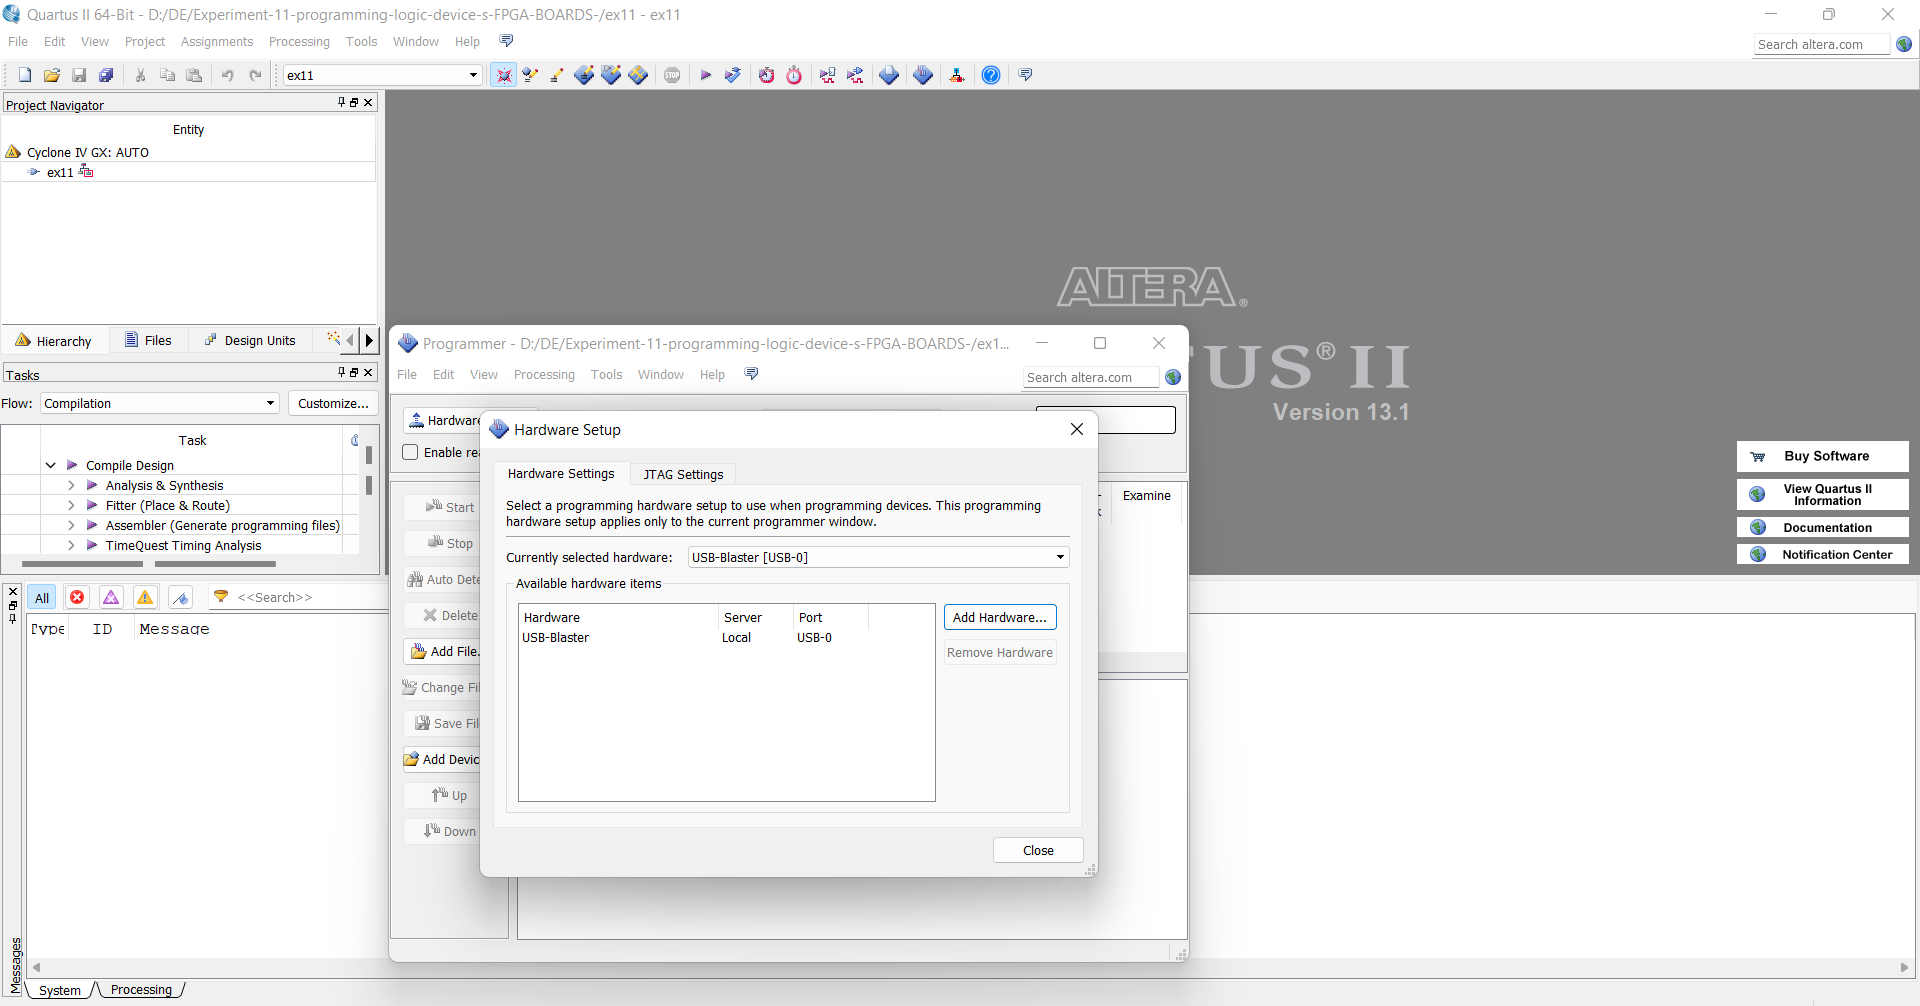 Quartus II 64-Bit - D:/DE/Experiment-11-programming-logic-device-s-FPGA-BOARDS-/ex11 - ex11
File Edit View Project Assignments Processing Tools Window Help
Search altera.com
ex11
STOP
Project Navigator
Entity
Cyclone IV GX: AUTO
ex11
Hierarchy Files Design Units
Tasks
Flow: Compilation Customize...
Task
Compile Design
Analysis & Synthesis
Fitter (Place & Route)
Assembler (Generate programming files)
TimeQuest Timing Analysis
ALTERA®
TUS® II
Version 13.1
Buy Software
View Quartus II
Information
Documentation
Notification Center
Programmer - D:/DE/Experiment-11-programming-logic-device-s-FPGA-BOARDS-/ex1...
File Edit View Processing Tools Window Help
Search altera.com
Hardware
Enable rea
Examine
Start
Stop
Auto Dete
Delete
Add File.
Change Fil
Save Fil
Add Devic
Up
Down
Hardware Setup
Hardware Settings JTAG Settings
Select a programming hardware setup to use when programming devices. This programming
hardware setup applies only to the current programmer window.
Currently selected hardware: USB-Blaster [USB-0]
Available hardware items
Hardware Server Port
USB-Blaster Local USB-0
Add Hardware...
Remove Hardware
Close
All <<Search>>
Type ID Message
Messages
System Processing